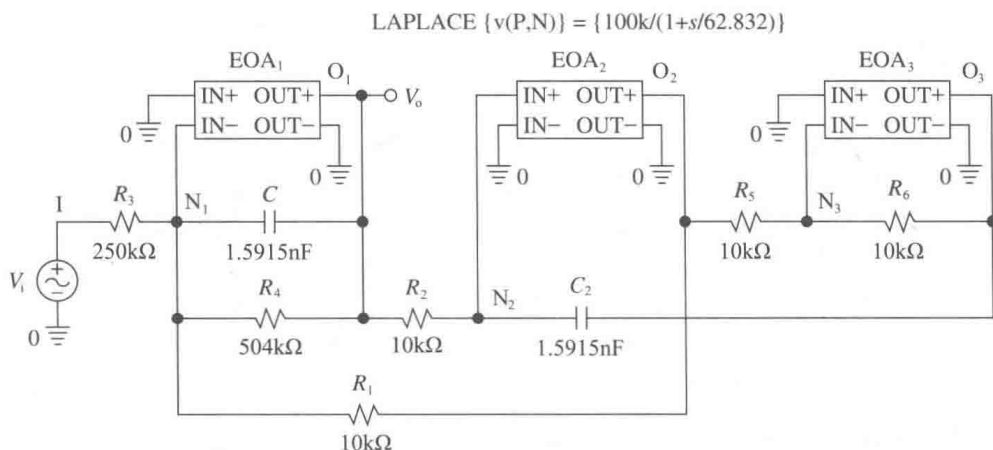 LAPLACE {v(P,N)} = {100k/(1+s/62.832)}
EOA₁ O₁ EOA₂ O₂ EOA₃ O₃
IN+ OUT+ Vₒ IN+ OUT+ IN+ OUT+
0 IN− OUT− IN− OUT− 0 IN− OUT−
0 0 0 0
I R₃ N₁ C R₅ N₃ R₆
250kΩ 1.5915nF 10kΩ 10kΩ
Vᵢ + −
R₄ R₂ N₂ C₂
0 504kΩ 10kΩ 1.5915nF
R₁
10kΩ